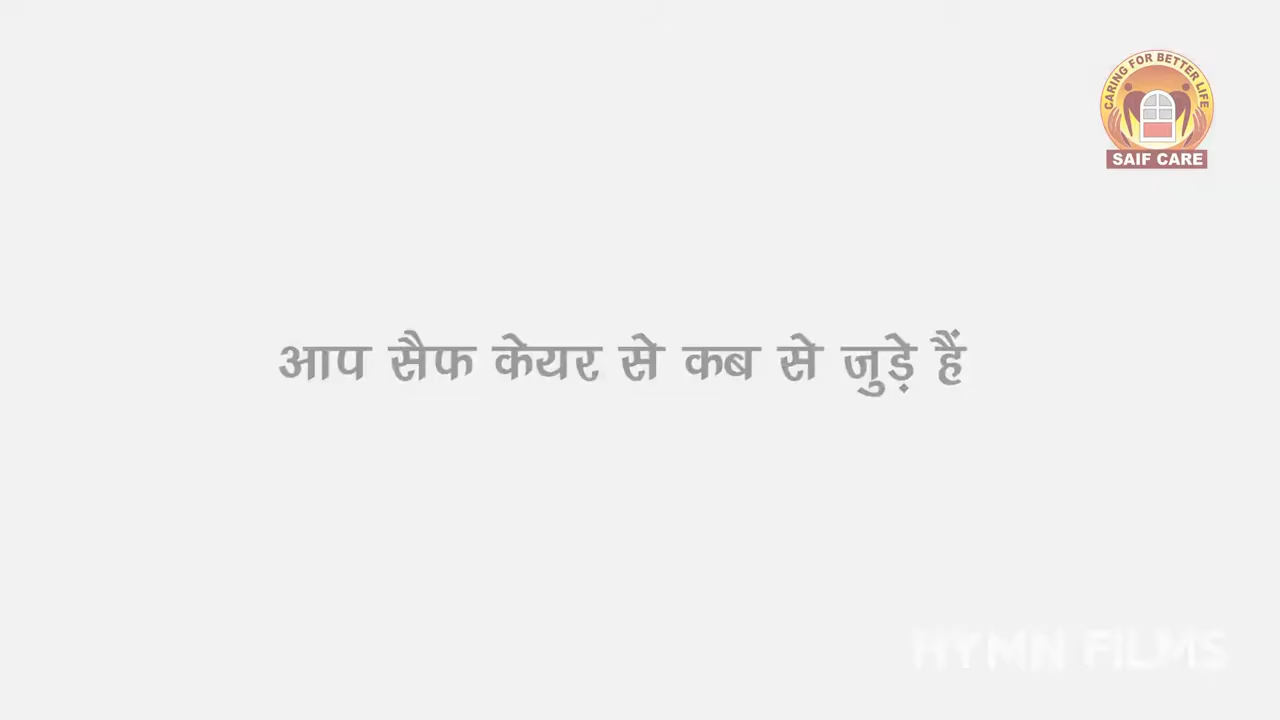 CARING FOR BETTER LIFE
SAIF CARE
आप सैफ केयर से कब से जुड़े हैं
HYMN FILMS